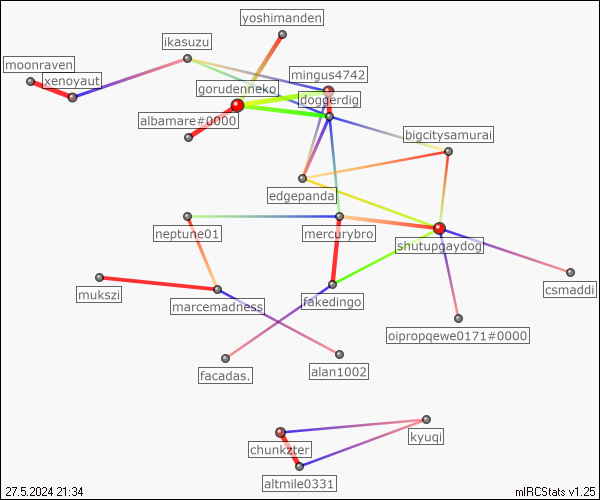 yoshimanden
ikasuzu
moonraven
mingus4742
xenoyaut
gorudenneko
doggerdig
albamare#0000
bigcitysamurai
edgepanda
neptune01
mercurybro
shutupgaydog
mukszi
csmaddi
marcemadness
fakedingo
oipropqewe0171#0000
facadas.
alan1002
kyuqi
chunkzter
altmile0331
27.5.2024 21:34
mIRCStats v1.25